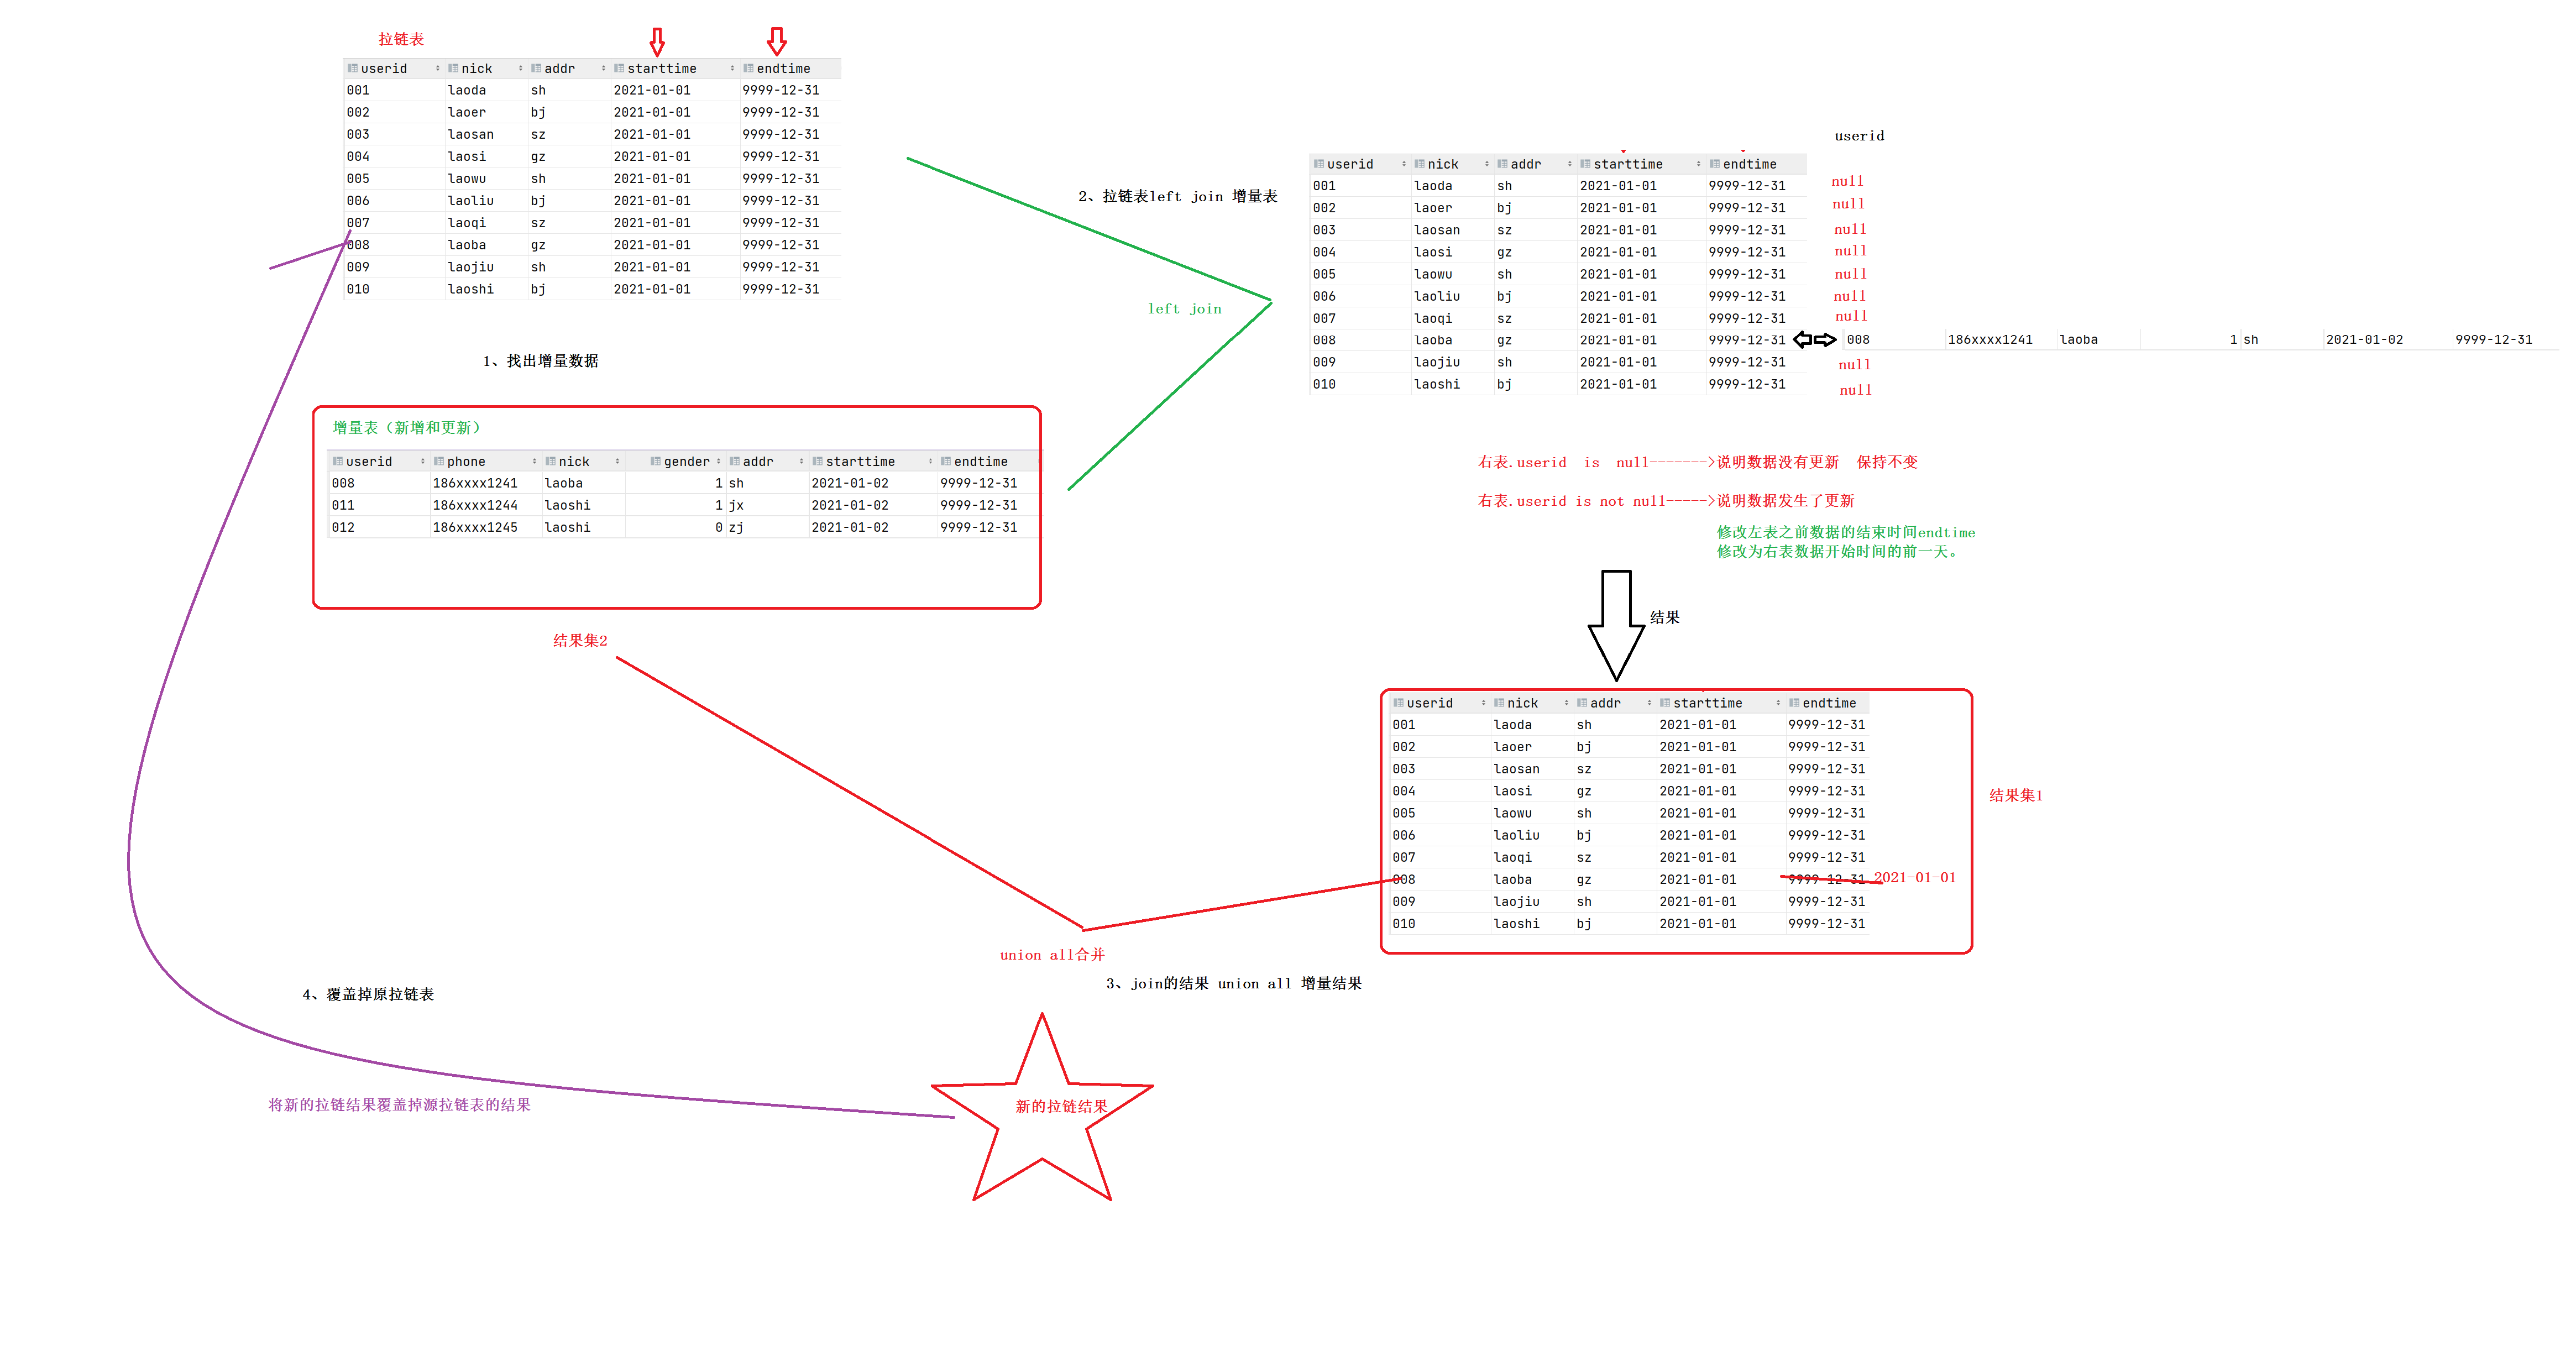 拉链表
userid nick addr starttime endtime
001 laoda sh 2021-01-01 9999-12-31
002 laoer bj 2021-01-01 9999-12-31
003 laosan sz 2021-01-01 9999-12-31
004 laosi gz 2021-01-01 9999-12-31
005 laowu sh 2021-01-01 9999-12-31
006 laoliu bj 2021-01-01 9999-12-31
007 laoqi sz 2021-01-01 9999-12-31
008 laoba gz 2021-01-01 9999-12-31
009 laojiu sh 2021-01-01 9999-12-31
010 laoshi bj 2021-01-01 9999-12-31
1、找出增量数据
增量表（新增和更新）
userid phone nick gender addr starttime endtime
008 186xxxx1241 laoba 1 sh 2021-01-02 9999-12-31
011 186xxxx1244 laoshi 1 jx 2021-01-02 9999-12-31
012 186xxxx1245 laoshi 0 zj 2021-01-02 9999-12-31
结果集2
2、拉链表left join 增量表
left join
userid
userid nick addr starttime endtime
001 laoda sh 2021-01-01 9999-12-31 null
002 laoer bj 2021-01-01 9999-12-31 null
003 laosan sz 2021-01-01 9999-12-31 null
004 laosi gz 2021-01-01 9999-12-31 null
005 laowu sh 2021-01-01 9999-12-31 null
006 laoliu bj 2021-01-01 9999-12-31 null
007 laoqi sz 2021-01-01 9999-12-31 null
008 laoba gz 2021-01-01 9999-12-31 008 186xxxx1241 laoba 1 sh 2021-01-02 9999-12-31
009 laojiu sh 2021-01-01 9999-12-31 null
010 laoshi bj 2021-01-01 9999-12-31 null
右表.userid is null------->说明数据没有更新 保持不变
右表.userid is not null----->说明数据发生了更新
修改左表之前数据的结束时间endtime
修改为右表数据开始时间的前一天。
结果
userid nick addr starttime endtime
001 laoda sh 2021-01-01 9999-12-31
002 laoer bj 2021-01-01 9999-12-31
003 laosan sz 2021-01-01 9999-12-31
004 laosi gz 2021-01-01 9999-12-31
005 laowu sh 2021-01-01 9999-12-31
006 laoliu bj 2021-01-01 9999-12-31
007 laoqi sz 2021-01-01 9999-12-31
008 laoba gz 2021-01-01 9999-12-31 2021-01-01
009 laojiu sh 2021-01-01 9999-12-31
010 laoshi bj 2021-01-01 9999-12-31
结果集1
union all合并
3、join的结果 union all 增量结果
4、覆盖掉原拉链表
将新的拉链结果覆盖掉源拉链表的结果
新的拉链结果